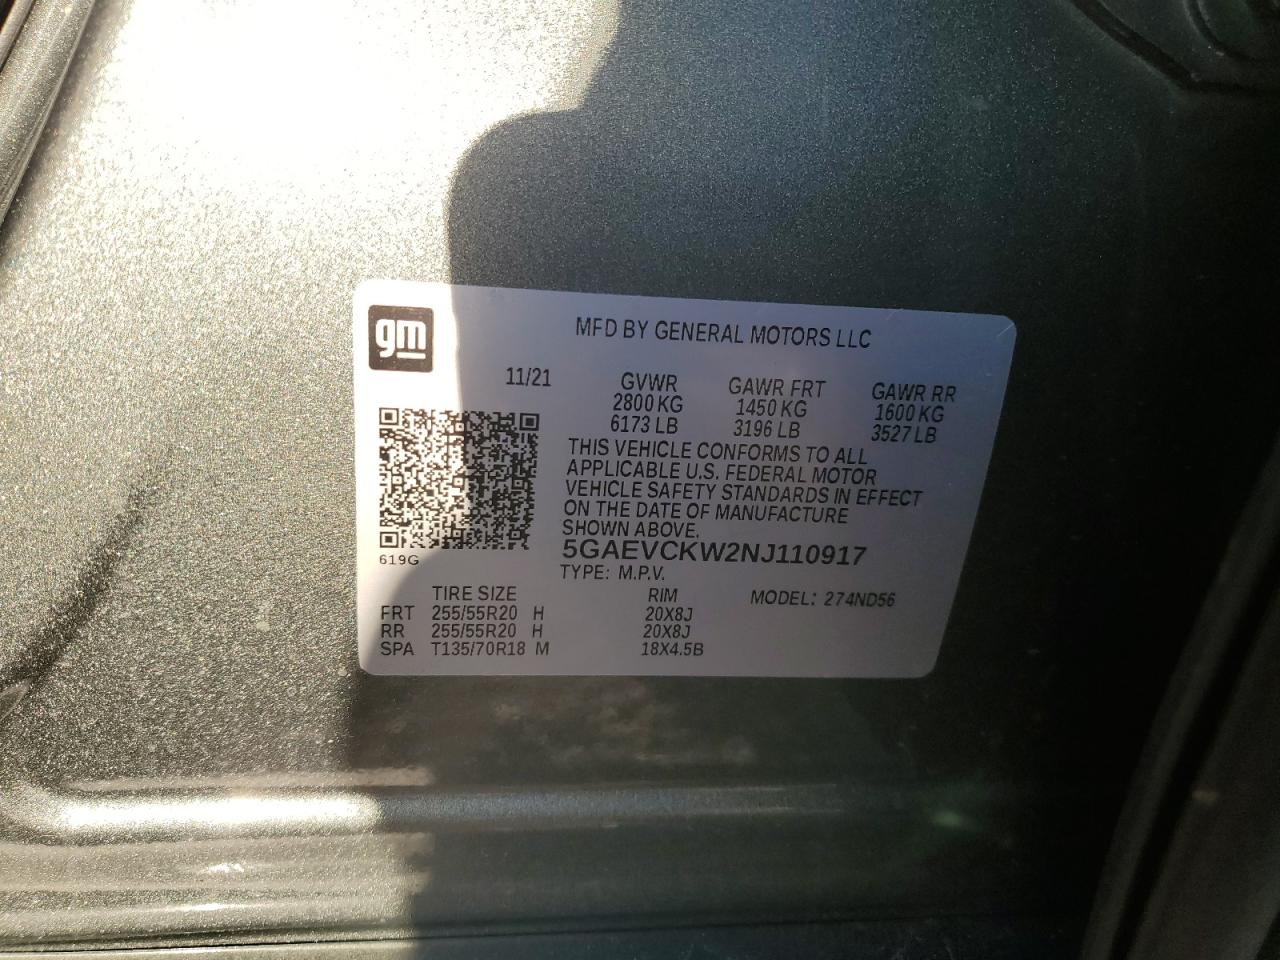 gm
MFD BY GENERAL MOTORS LLC
11/21 GVWR GAWR FRT GAWR RR
2800 KG 1450 KG 1600 KG
6173 LB 3196 LB 3527 LB
THIS VEHICLE CONFORMS TO ALL
APPLICABLE U.S. FEDERAL MOTOR
VEHICLE SAFETY STANDARDS IN EFFECT
ON THE DATE OF MANUFACTURE
SHOWN ABOVE.
619G
5GAEVCKW2NJ110917
TYPE: M.P.V.
TIRE SIZE RIM MODEL: 274ND56
FRT 255/55R20 H 20X8J
RR 255/55R20 H 20X8J
SPA T135/70R18 M 18X4.5B